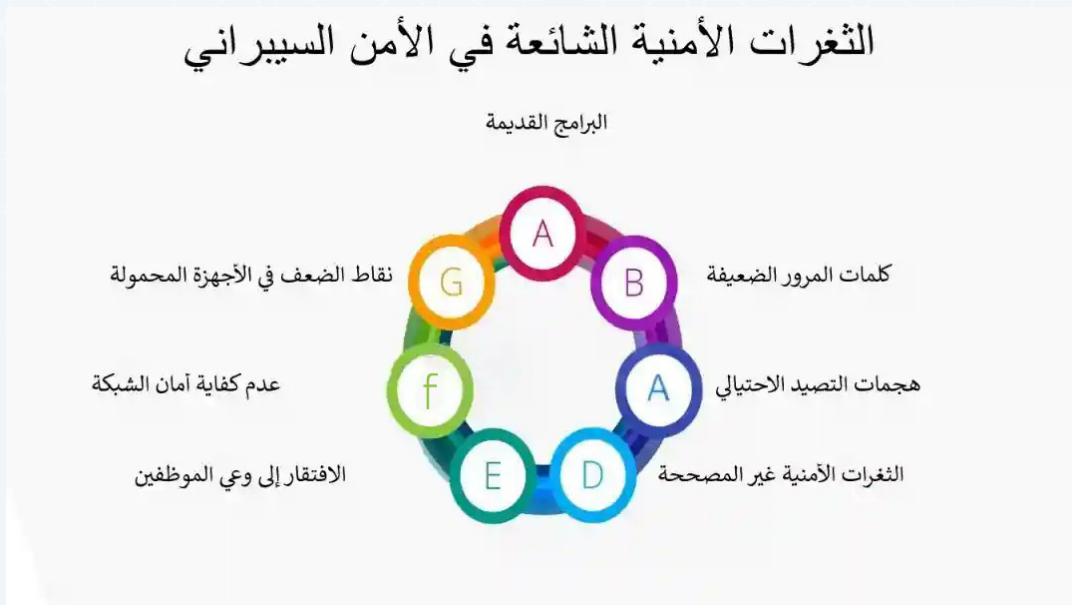 الثغرات الأمنية الشائعة في الأمن السيبراني
البرامج القديمة
A
B
كلمات المرور الضعيفة
A
هجمات التصيد الاحتيالي
D
الثغرات الأمنية غير المصححة
E
الافتقار إلى وعي الموظفين
f
عدم كفاية أمان الشبكة
G
نقاط الضعف في الأجهزة المحمولة